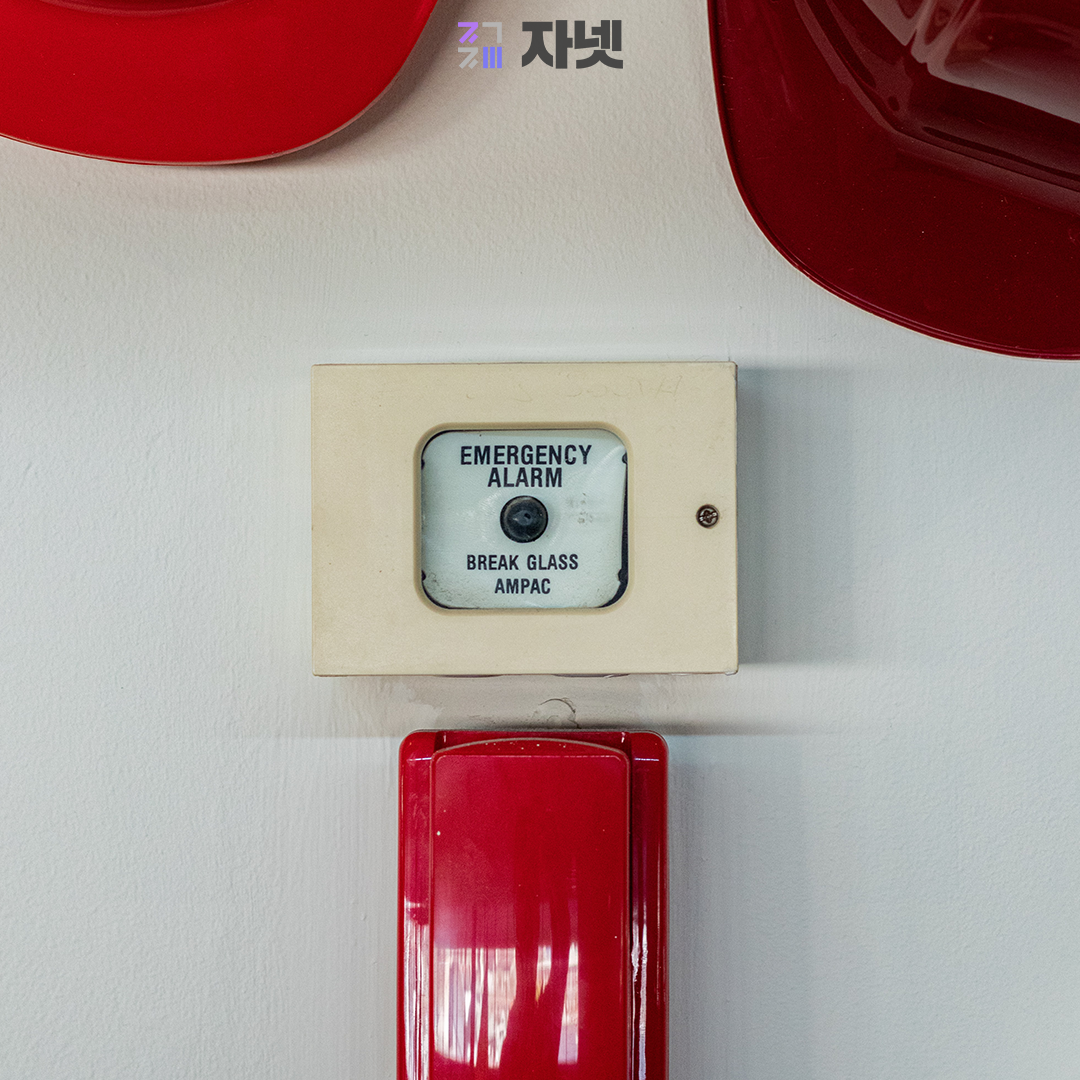 자넷
EMERGENCY
ALARM
BREAK GLASS
AMPAC